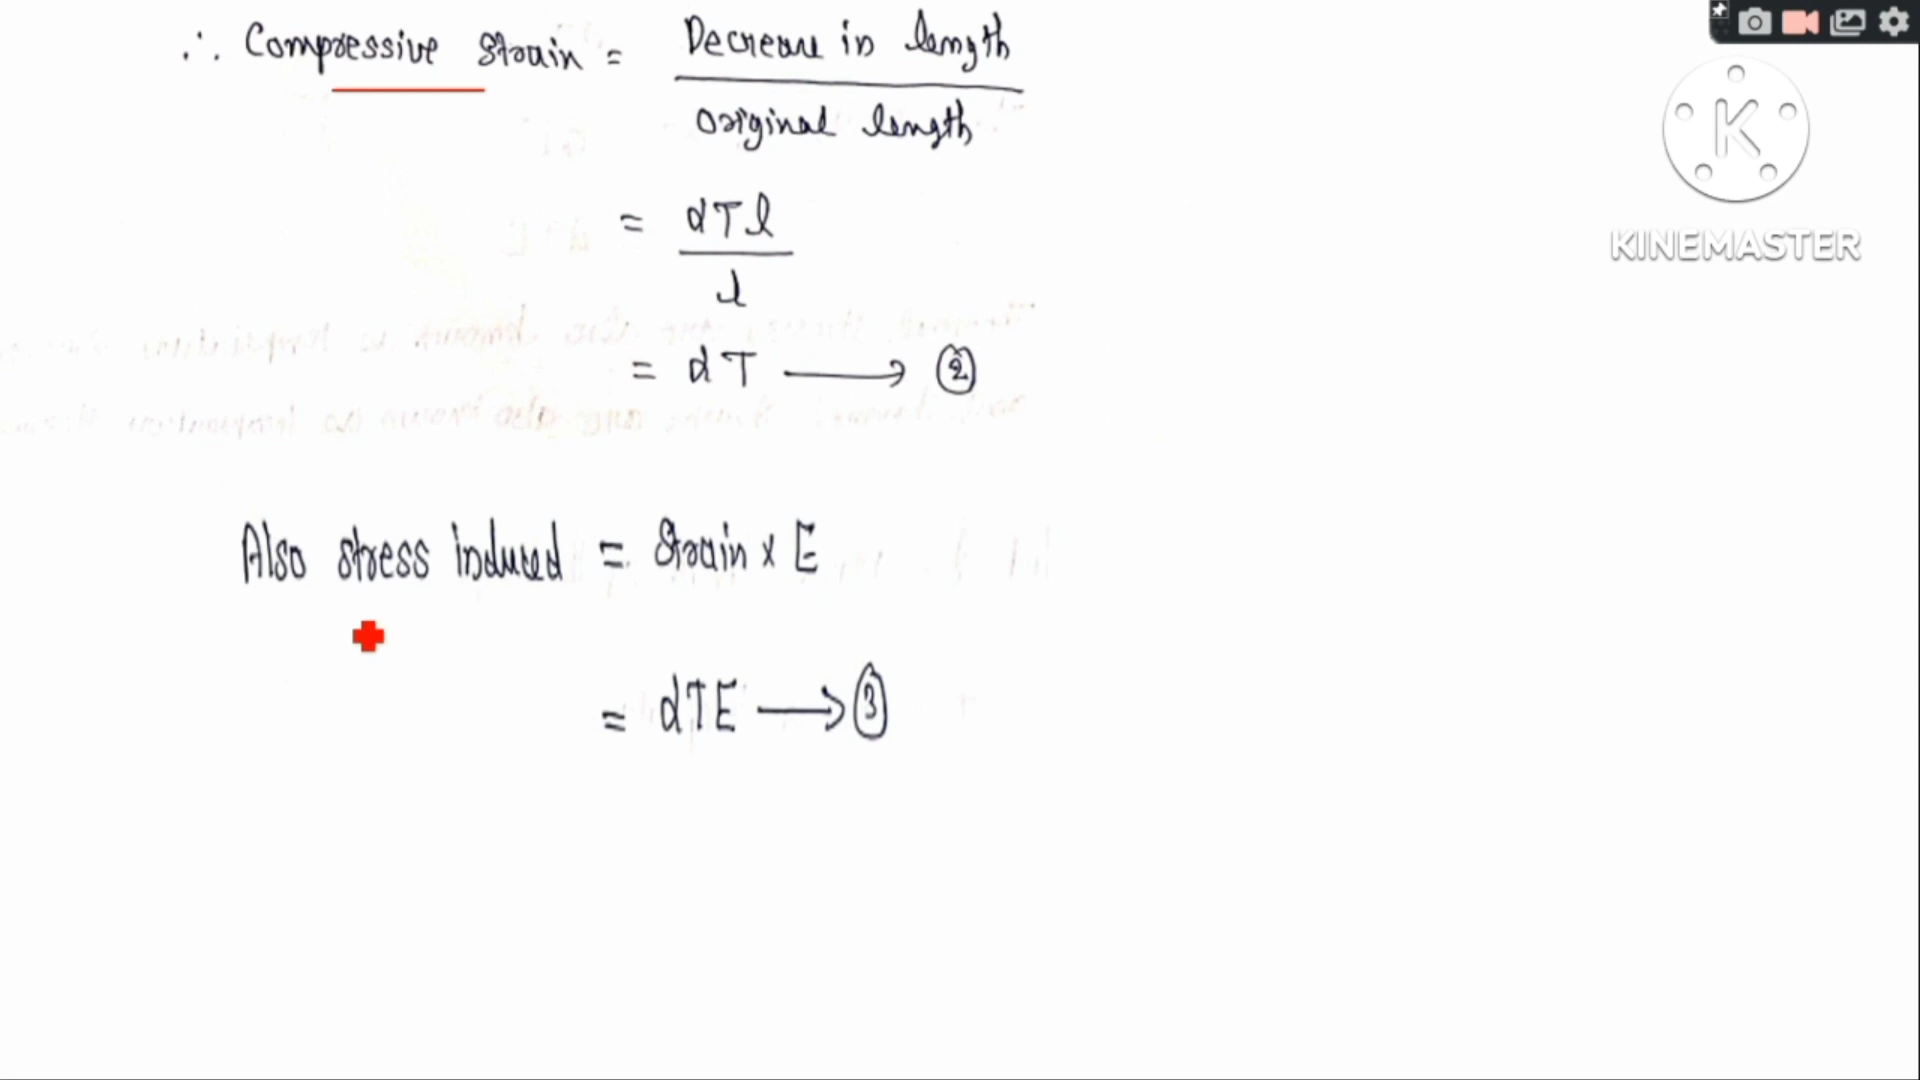 ∴ Compressive strain = Decrease in length
original length
= αTl
l
= αT → ②
Also stress induced = strain × E
= αTE → ③
K
KINEMASTER